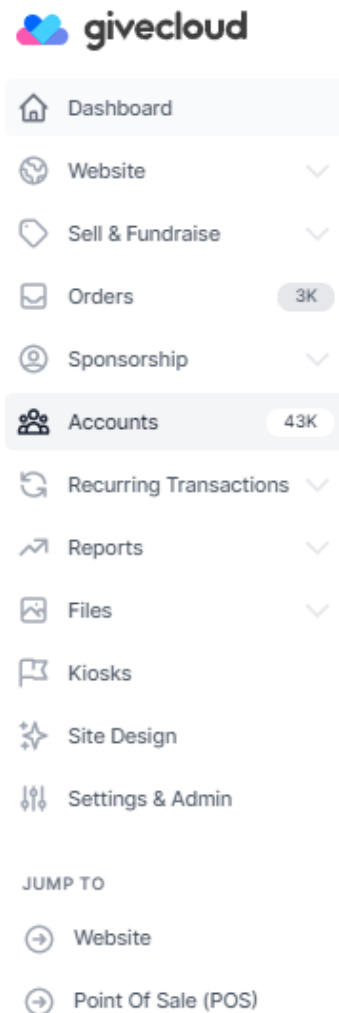 givecloud
Dashboard
Website
Sell & Fundraise
Orders 3K
Sponsorship
Accounts 43K
Recurring Transactions
Reports
Files
Kiosks
Site Design
Settings & Admin
JUMP TO
Website
Point Of Sale (POS)